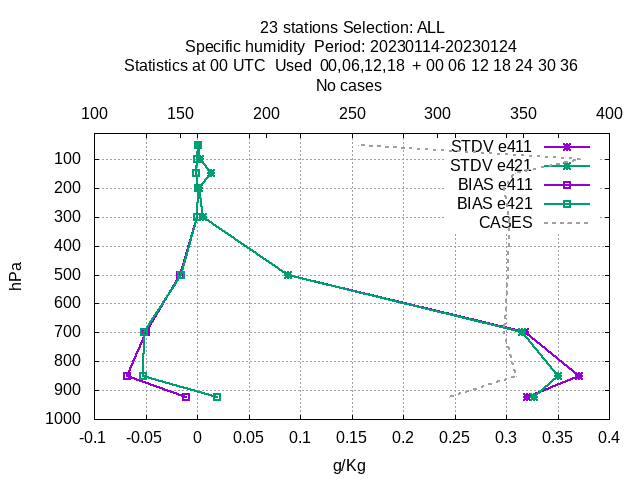 23 stations Selection: ALL
Specific humidity  Period: 20230114-20230124
Statistics at 00 UTC  Used  00,06,12,18  + 00 06 12 18 24 30 36
No cases
100 150 200 250 300 350 400
STDV e411
STDV e421
BIAS e411
BIAS e421
CASES
hPa
100
200
300
400
500
600
700
800
900
1000
-0.1 -0.05 0 0.05 0.1 0.15 0.2 0.25 0.3 0.35 0.4
g/Kg